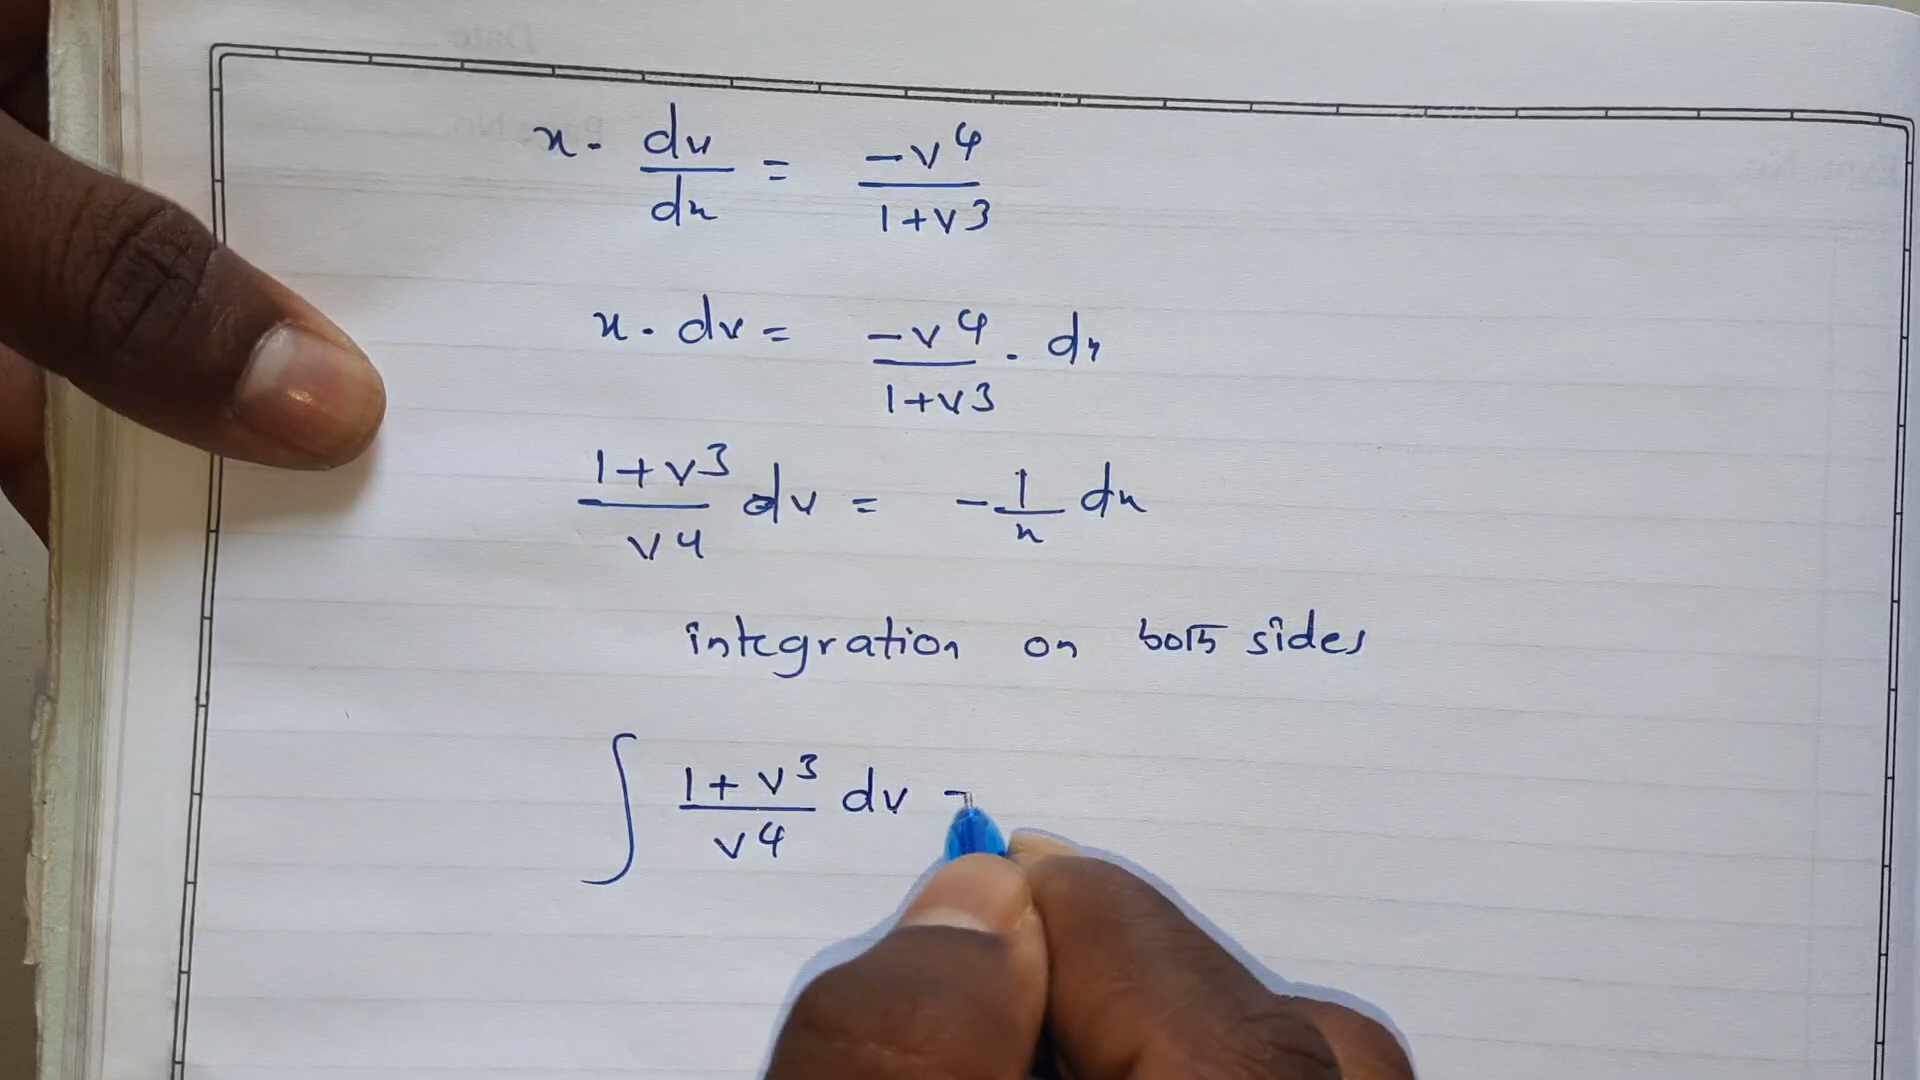 x · dv/dx = -v⁴/1+v³
x · dv = -v⁴/1+v³ · dx
1+v³/v⁴ dv = -1/x dx
integration on both sides
∫ 1+v³/v⁴ dv